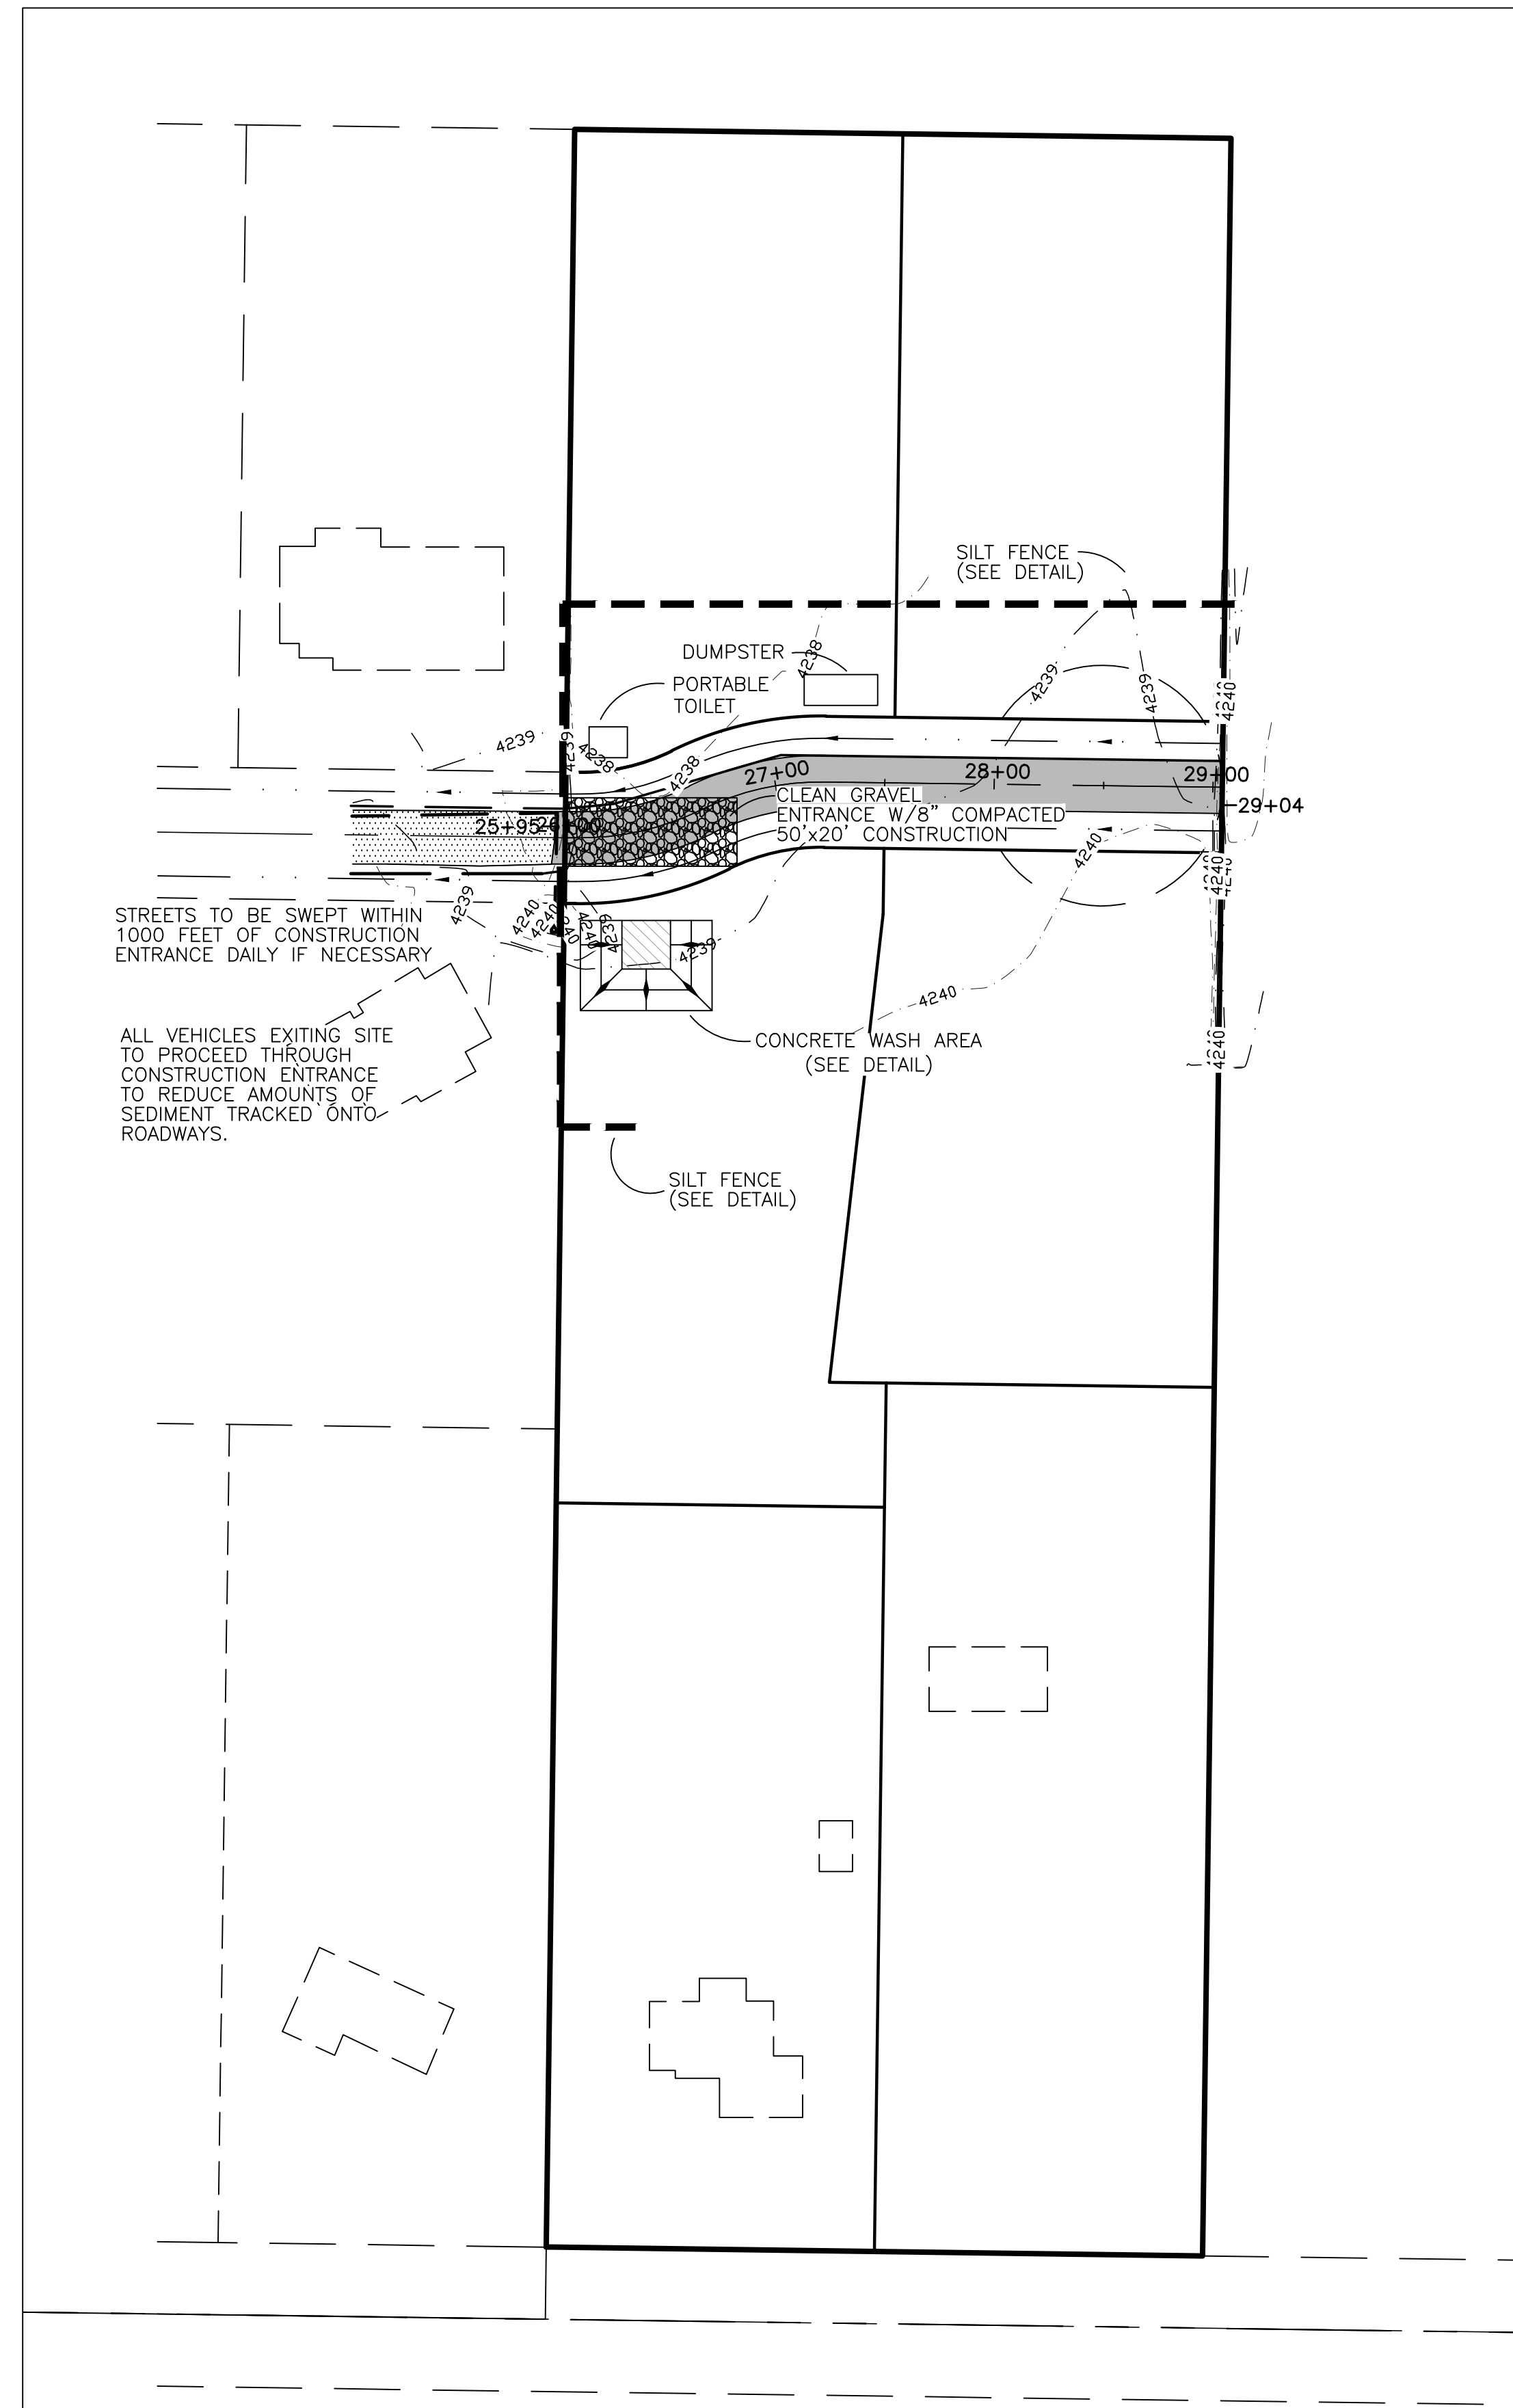 SILT FENCE
(SEE DETAIL)
DUMPSTER
4238
PORTABLE
TOILET
4239
4239
4240
4239
4239
4238
4238
27+00
28+00
29+00
29+04
CLEAN GRAVEL
ENTRANCE W/8" COMPACTED
50'x20' CONSTRUCTION
25+95
4240
4240
4240
4239
4240
4240
4240
4239
4239
STREETS TO BE SWEPT WITHIN
1000 FEET OF CONSTRUCTION
ENTRANCE DAILY IF NECESSARY
4240
ALL VEHICLES EXITING SITE
TO PROCEED THROUGH
CONSTRUCTION ENTRANCE
TO REDUCE AMOUNTS OF
SEDIMENT TRACKED ONTO
ROADWAYS.
CONCRETE WASH AREA
(SEE DETAIL)
4240
SILT FENCE
(SEE DETAIL)